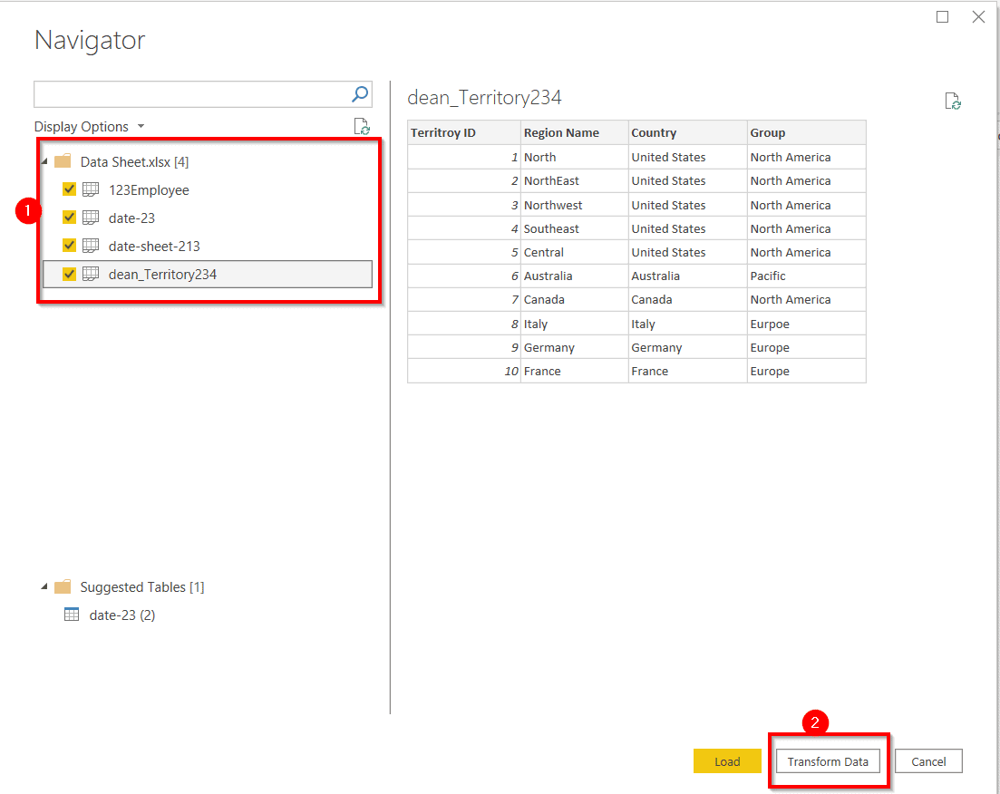 Navigator
Display Options
1
Data Sheet.xlsx [4]
123Employee
date-23
date-sheet-213
dean_Territory234
Suggested Tables [1]
date-23 (2)
dean_Territory234
Territroy ID Region Name Country Group
1 North United States North America
2 NorthEast United States North America
3 Northwest United States North America
4 Southeast United States North America
5 Central United States North America
6 Australia Australia Pacific
7 Canada Canada North America
8 Italy Italy Eurpoe
9 Germany Germany Europe
10 France France Europe
2
Load Transform Data Cancel